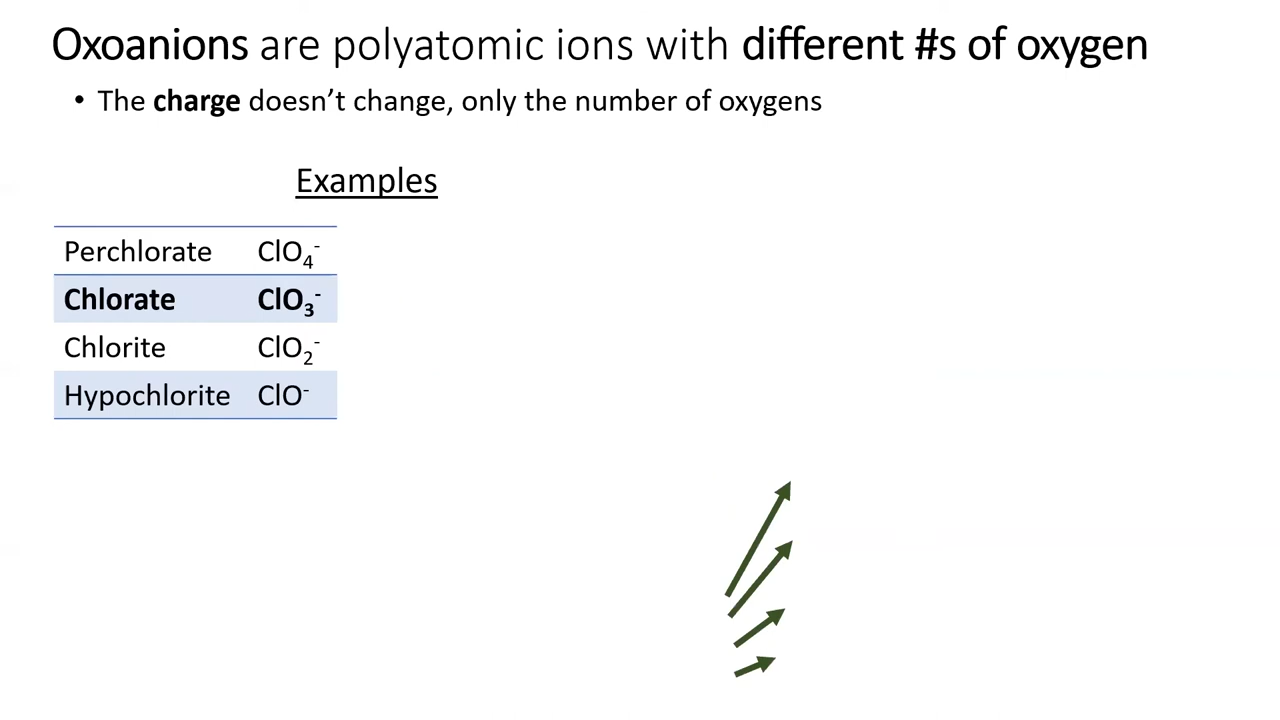 Oxoanions are polyatomic ions with different #s of oxygen
• The charge doesn’t change, only the number of oxygens
Examples
Perchlorate ClO₄⁻
Chlorate ClO₃⁻
Chlorite ClO₂⁻
Hypochlorite ClO⁻